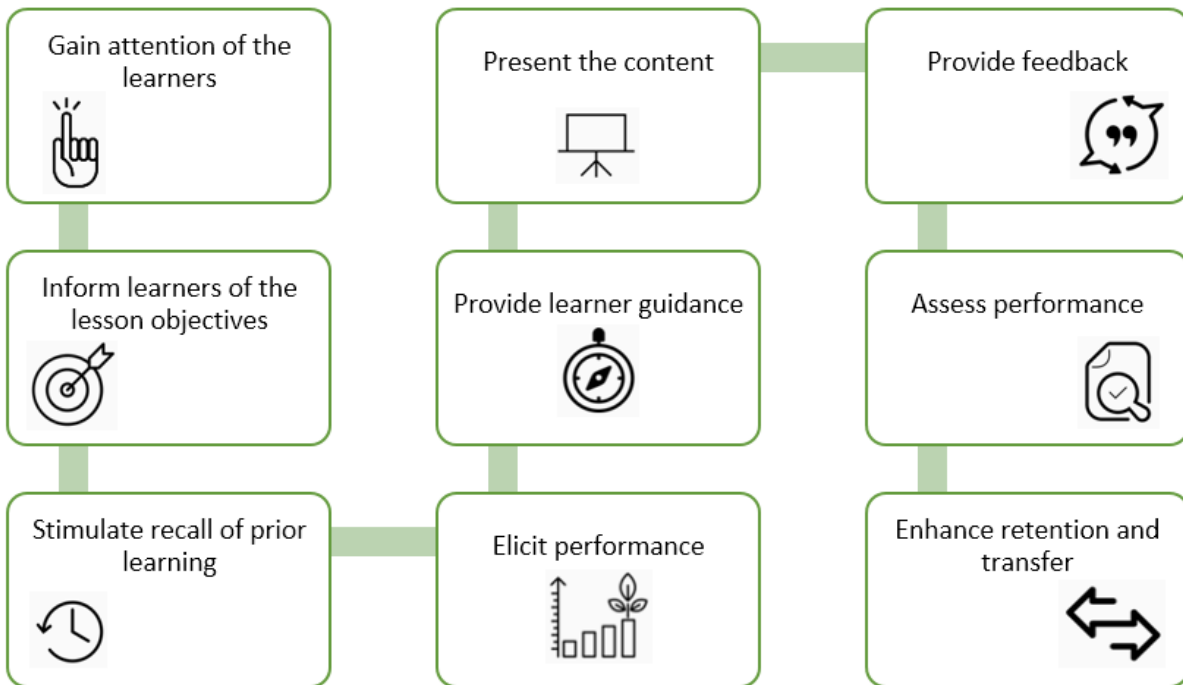 Gain attention of the
learners
Inform learners of the
lesson objectives
Stimulate recall of prior
learning
Present the content
Provide learner guidance
Elicit performance
Provide feedback
Assess performance
Enhance retention and
transfer